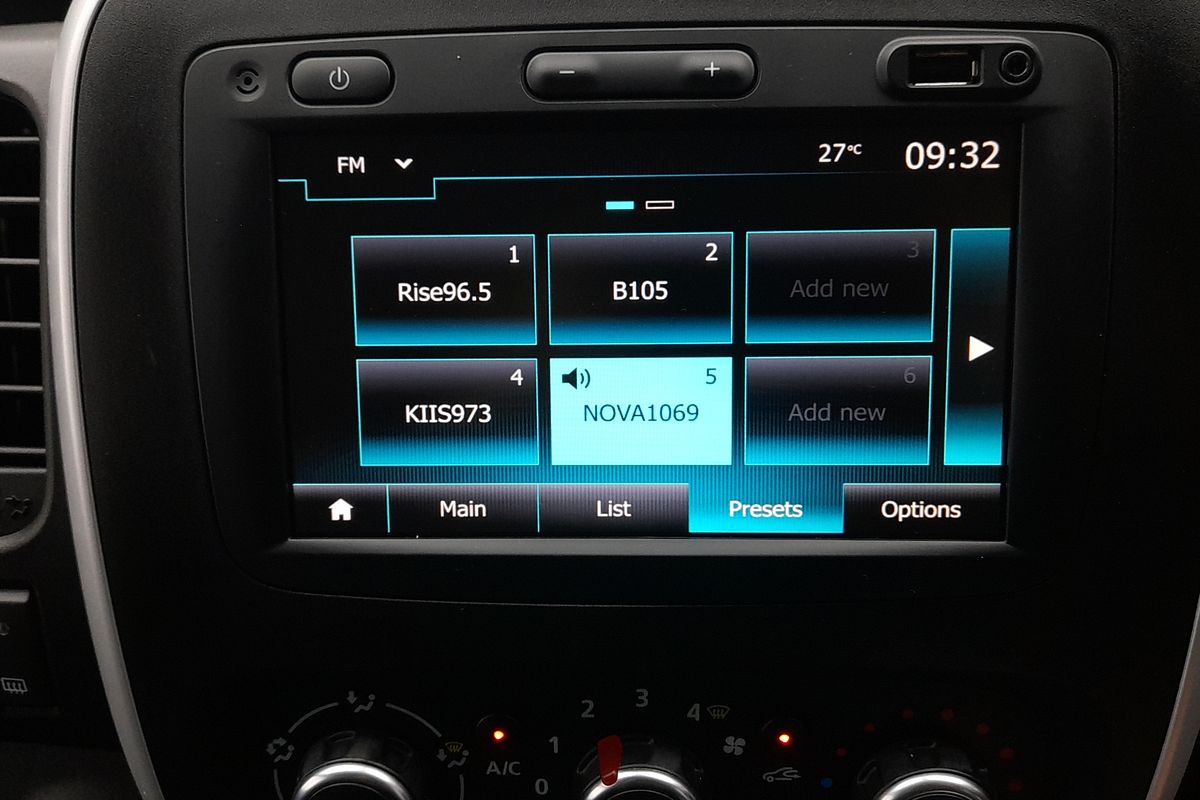 − +
FM 27°C 09:32
1 2 3
Rise96.5 B105 Add new
4 5 6
KIIS973 NOVA1069 Add new
Main List Presets Options
A/C 0 1 2 3 4